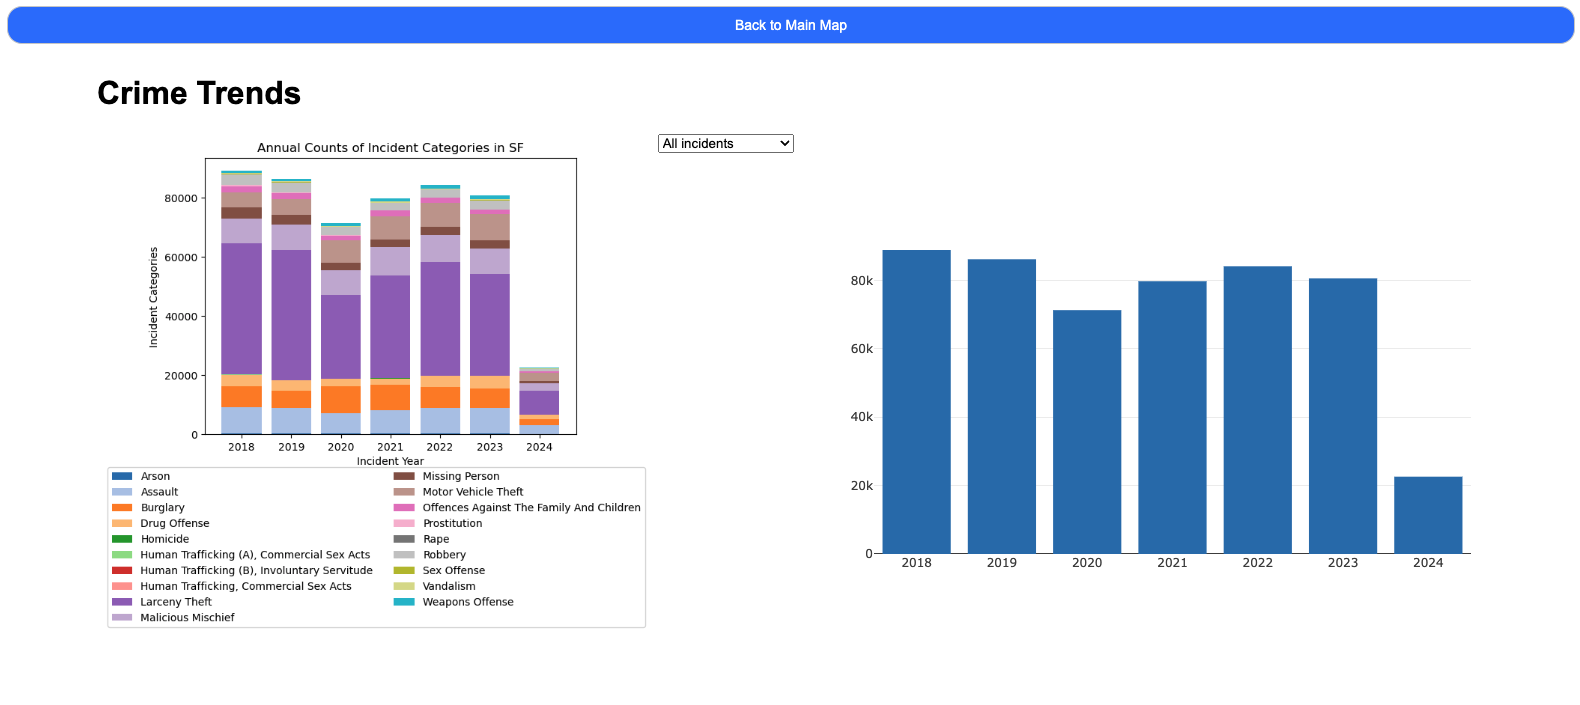 Back to Main Map
Crime Trends
All incidents
Annual Counts of Incident Categories in SF
Incident Categories
80000
60000
40000
20000
0
2018 2019 2020 2021 2022 2023 2024
Incident Year
Arson
Assault
Burglary
Drug Offense
Homicide
Human Trafficking (A), Commercial Sex Acts
Human Trafficking (B), Involuntary Servitude
Human Trafficking, Commercial Sex Acts
Larceny Theft
Malicious Mischief
Missing Person
Motor Vehicle Theft
Offences Against The Family And Children
Prostitution
Rape
Robbery
Sex Offense
Vandalism
Weapons Offense
80k
60k
40k
20k
0
2018 2019 2020 2021 2022 2023 2024